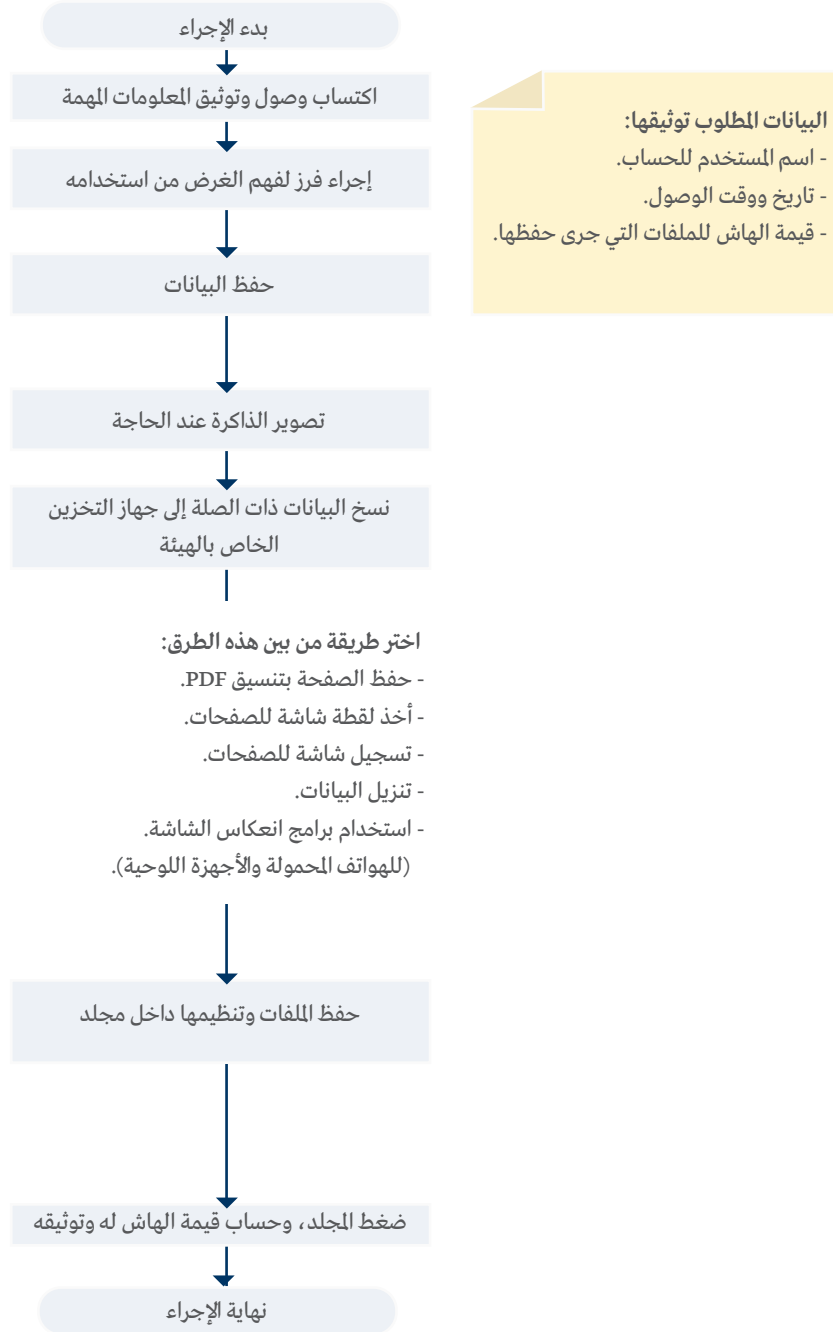 بدء الإجراء
اكتساب وصول وتوثيق المعلومات المهمة
البيانات المطلوب توثيقها:
- اسم المستخدم للحساب.
- تاريخ ووقت الوصول.
- قيمة الهاش للملفات التي جرى حفظها.
إجراء فرز لفهم الغرض من استخدامه
حفظ البيانات
تصوير الذاكرة عند الحاجة
نسخ البيانات ذات الصلة إلى جهاز التخزين
الخاص بالهيئة
اختر طريقة من بين هذه الطرق:
- حفظ الصفحة بتنسيق PDF.
- أخذ لقطة شاشة للصفحات.
- تسجيل شاشة للصفحات.
- تنزيل البيانات.
- استخدام برامج انعكاس الشاشة.
(للهواتف المحمولة والأجهزة اللوحية).
حفظ الملفات وتنظيمها داخل مجلد
ضغط المجلد، وحساب قيمة الهاش له وتوثيقه
نهاية الإجراء